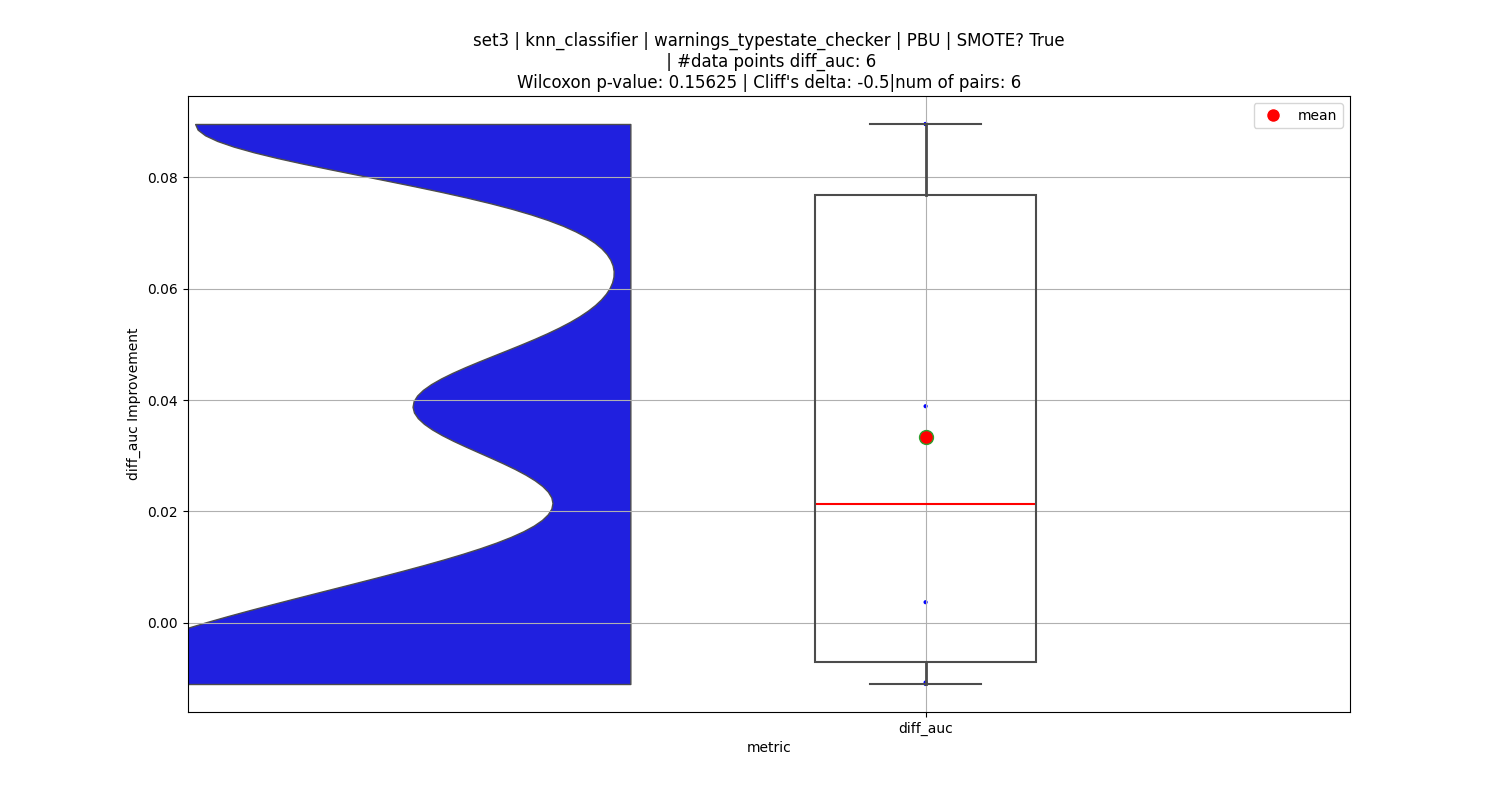 set3 | knn_classifier | warnings_typestate_checker | PBU | SMOTE? True
| #data points diff_auc: 6
Wilcoxon p-value: 0.15625 | Cliff's delta: -0.5|num of pairs: 6
mean
0.08
0.06
0.04
0.02
0.00
diff_auc Improvement
diff_auc
metric